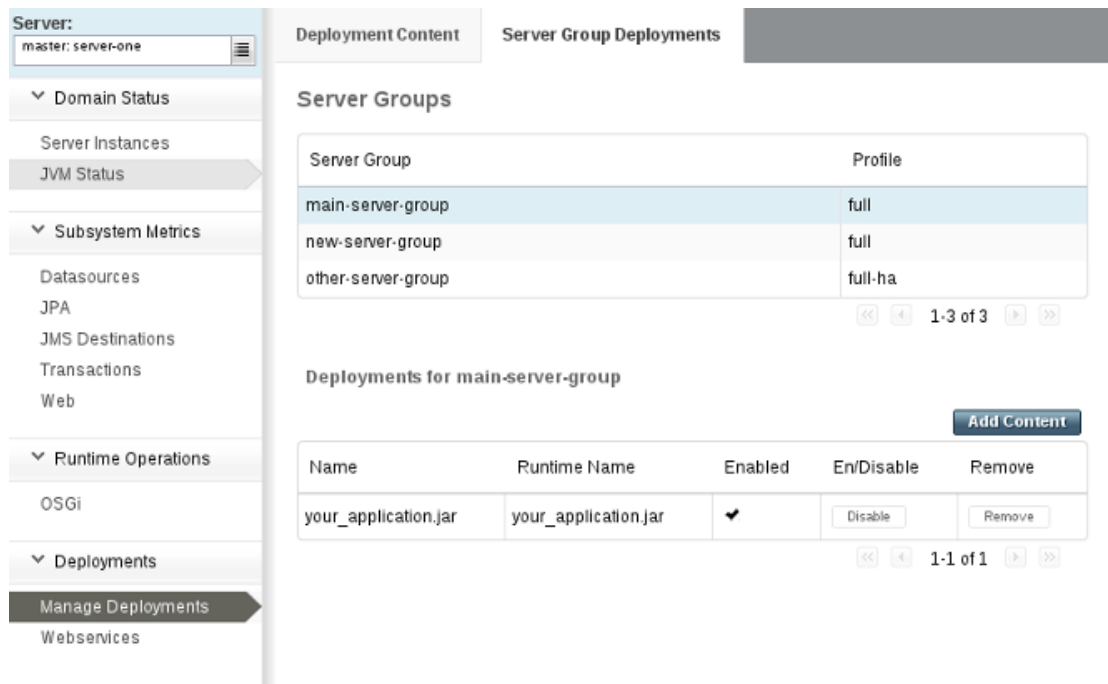 Server:
master: server-one
Domain Status
Server Instances
JVM Status
Subsystem Metrics
Datasources
JPA
JMS Destinations
Transactions
Web
Runtime Operations
OSGi
Deployments
Manage Deployments
Webservices
Deployment Content Server Group Deployments
Server Groups
Server Group Profile
main-server-group full
new-server-group full
other-server-group full-ha
1-3 of 3
Deployments for main-server-group
Add Content
Name Runtime Name Enabled En/Disable Remove
your_application.jar your_application.jar Disable Remove
1-1 of 1